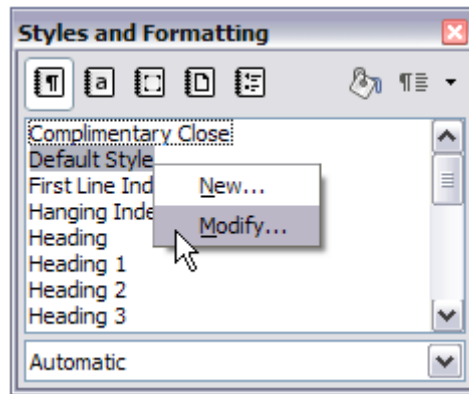 Styles and Formatting
Complimentary Close
Default Style
First Line Ind
New...
Hanging Inde
Modify...
Heading
Heading 1
Heading 2
Heading 3
Automatic